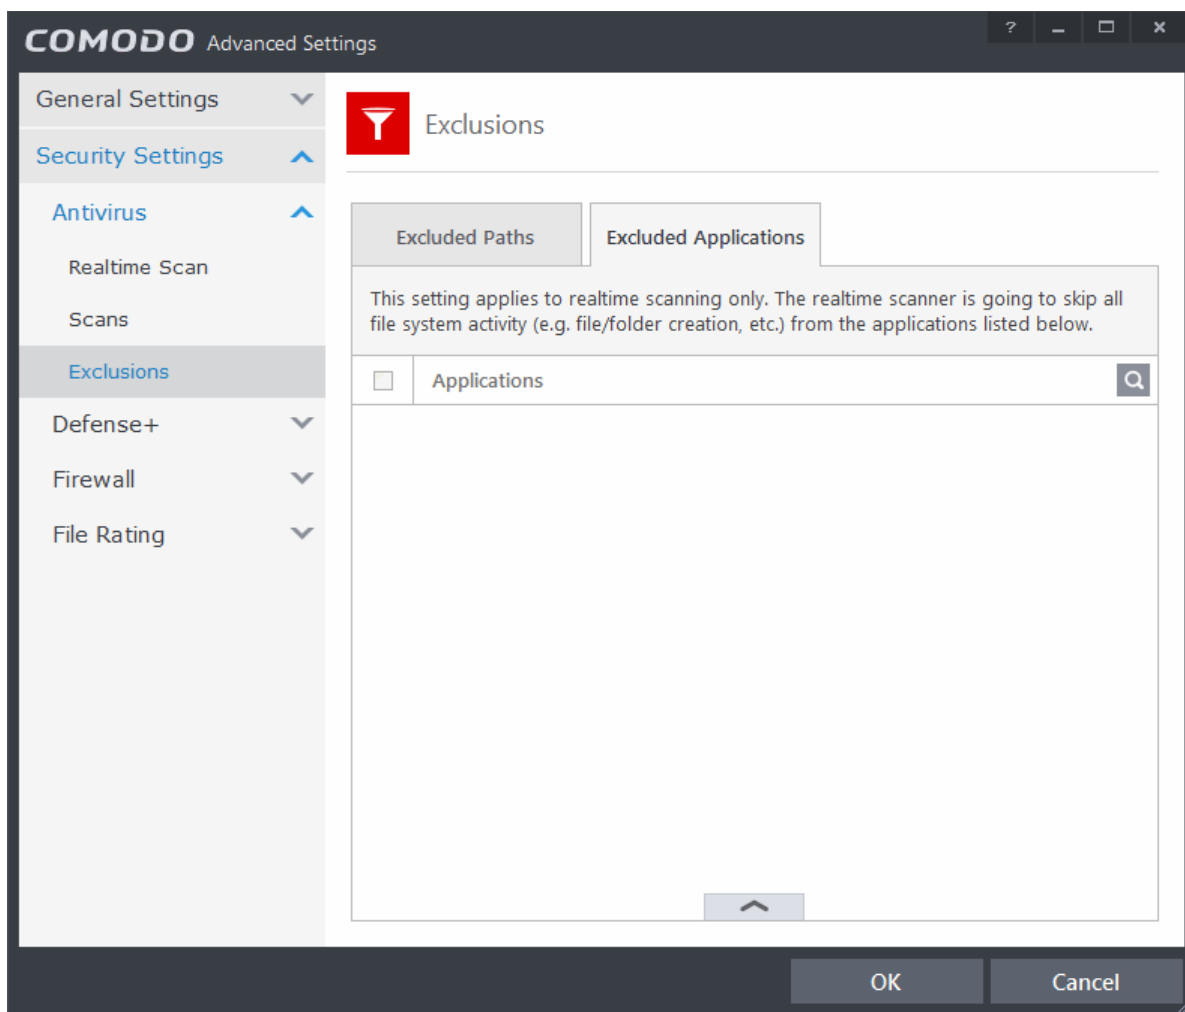 COMODO Advanced Settings
?
General Settings
Security Settings
Antivirus
Realtime Scan
Scans
Exclusions
Defense+
Firewall
File Rating
Exclusions
Excluded Paths
Excluded Applications
This setting applies to realtime scanning only. The realtime scanner is going to skip all
file system activity (e.g. file/folder creation, etc.) from the applications listed below.
Applications
OK
Cancel